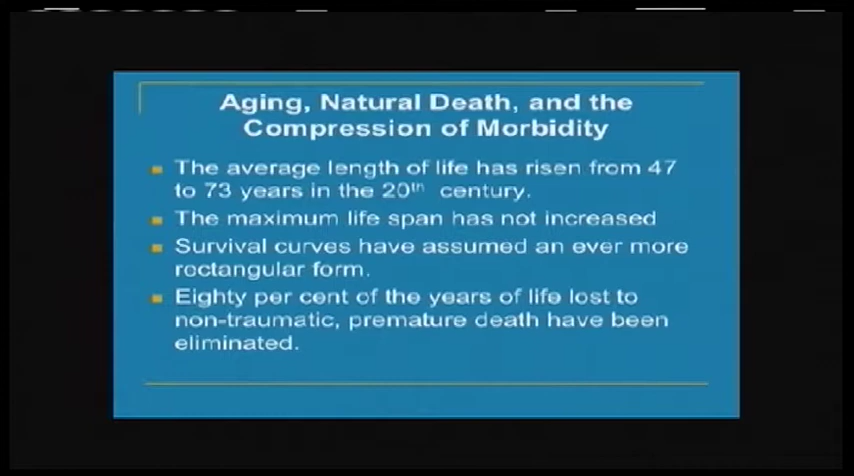 Aging, Natural Death, and the
Compression of Morbidity
The average length of life has risen from 47
to 73 years in the 20th century.
The maximum life span has not increased
Survival curves have assumed an ever more
rectangular form.
Eighty per cent of the years of life lost to
non-traumatic, premature death have been
eliminated.